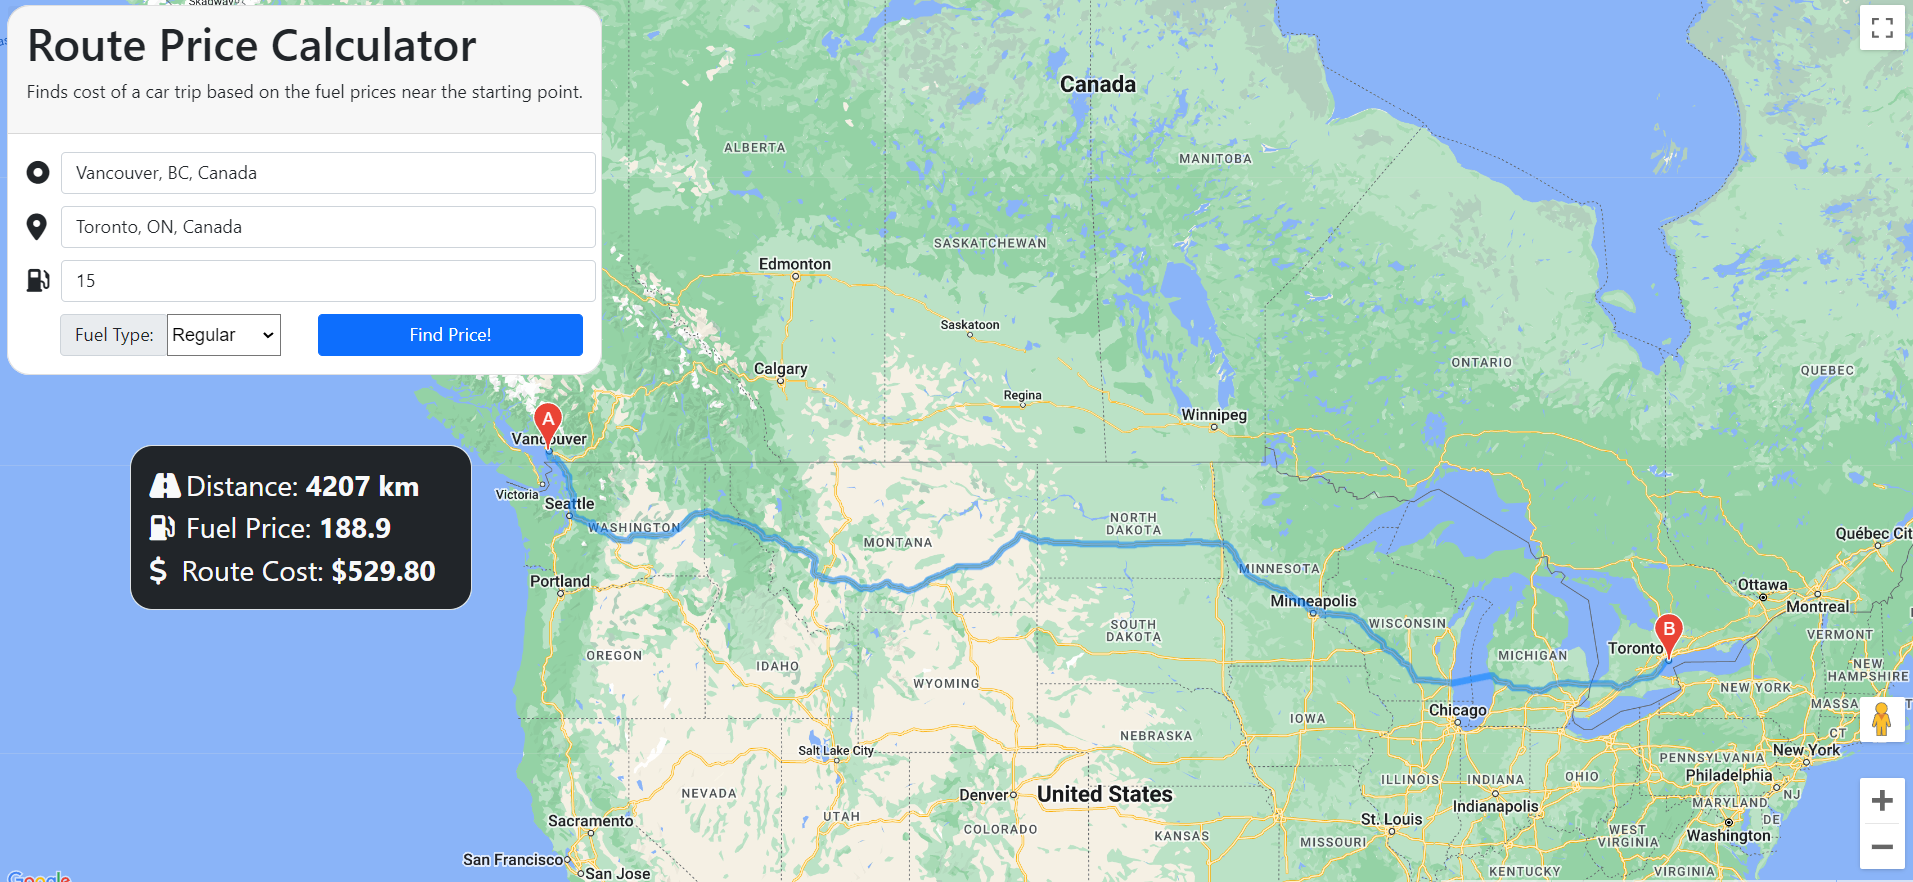 Skadway
Route Price Calculator
Finds cost of a car trip based on the fuel prices near the starting point.
Vancouver, BC, Canada
Toronto, ON, Canada
15
Fuel Type:
Regular
Find Price!
Distance: 4207 km
Fuel Price: 188.9
$ Route Cost: $529.80
Canada
ALBERTA
MANITOBA
SASKATCHEWAN
Edmonton
Saskatoon
Calgary
Regina
Winnipeg
ONTARIO
QUEBEC
A
Vancouver
Victoria
Seattle
WASHINGTON
MONTANA
NORTH
DAKOTA
MINNESOTA
Minneapolis
WISCONSIN
Québec Cit
Ottawa
Montreal
Portland
B
Toronto
MICHIGAN
VERMONT
SOUTH
DAKOTA
OREGON
IDAHO
WYOMING
NEW
HAMPSHIRE
NEW YORK
MASSA
CT
Chicago
IOWA
NEBRASKA
Salt Lake City
PENNSYLVANIA
New York
Philadelphia
NJ
ILLINOIS
INDIANA
OHIO
NEVADA
Denver
United States
Indianapolis
MARYLAND
DE
UTAH
Sacramento
COLORADO
KANSAS
St. Louis
MISSOURI
WEST
VIRGINIA
Washington
San Francisco
San Jose
KENTUCKY
VIRGINIA
Google